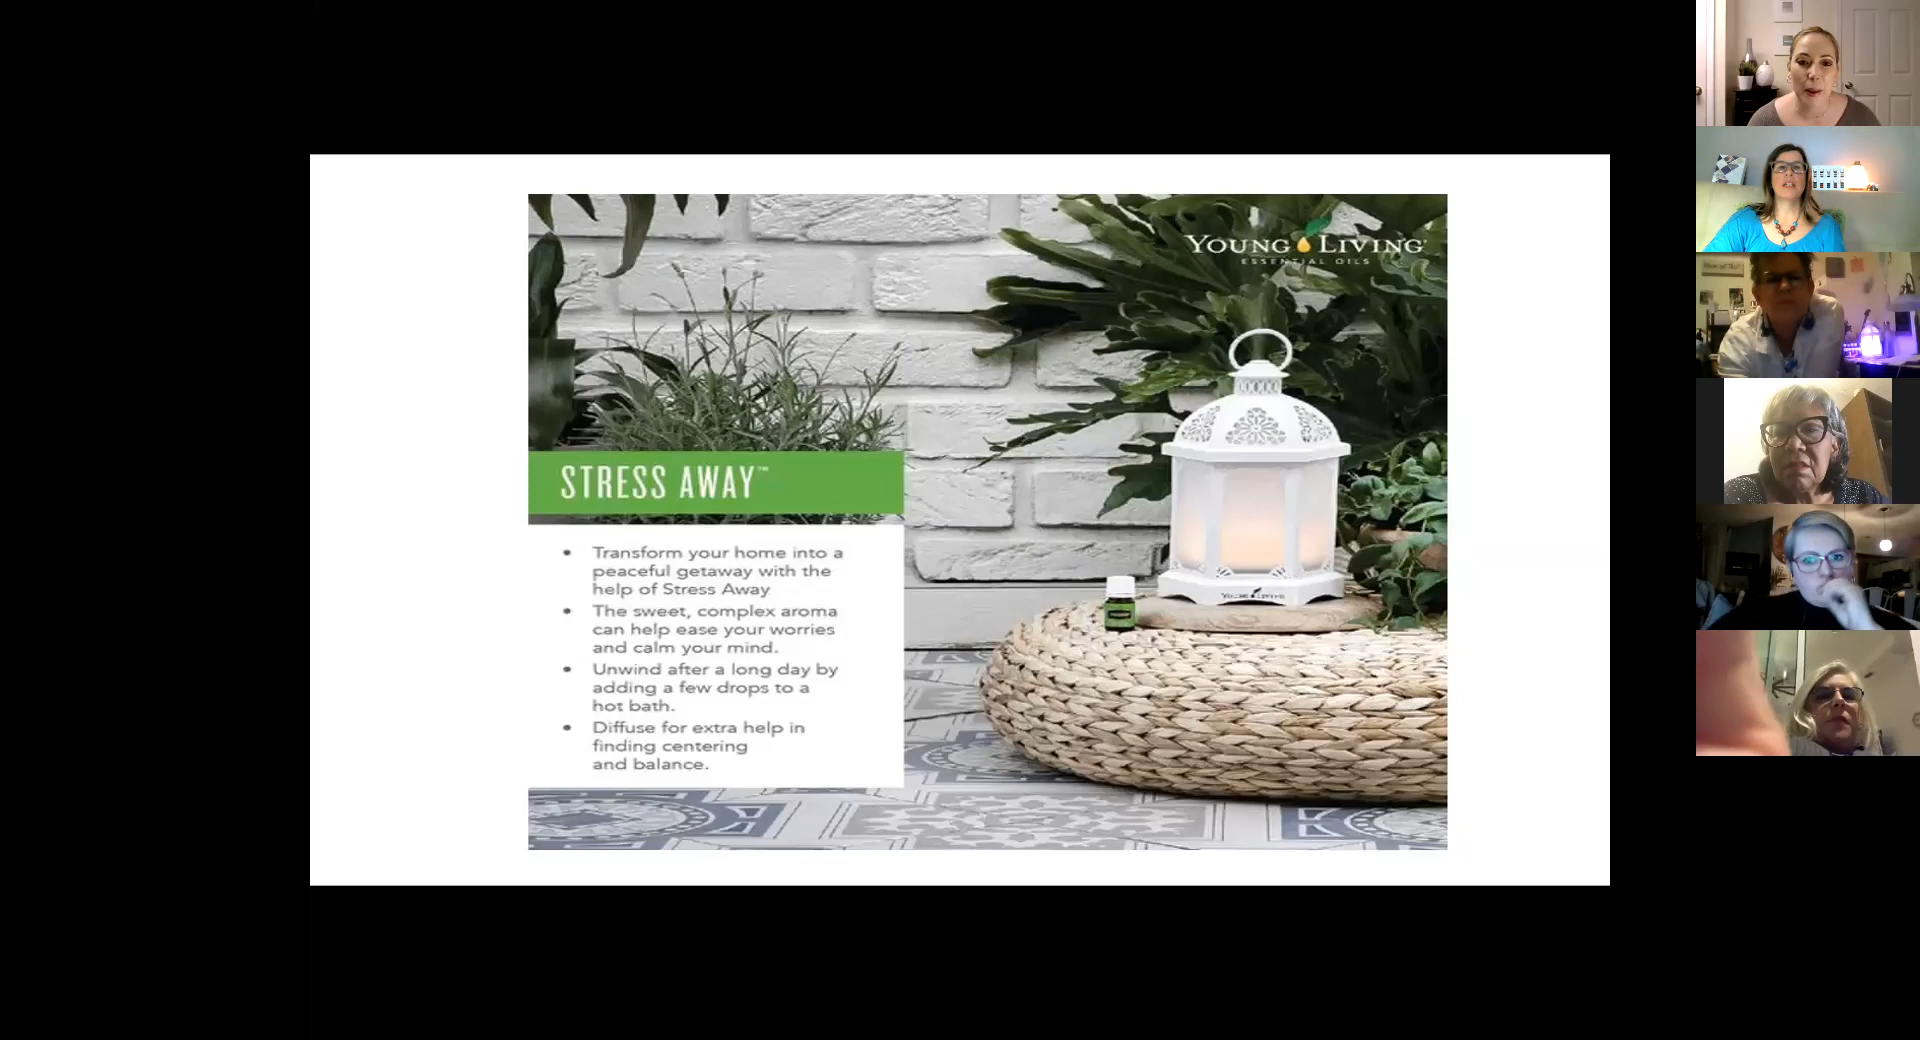 YOUNG LIVING
ESSENTIAL OILS
STRESS AWAY™
• Transform your home into a
peaceful getaway with the
help of Stress Away
• The sweet, complex aroma
can help ease your worries
and calm your mind.
• Unwind after a long day by
adding a few drops to a
hot bath.
• Diffuse for extra help in
finding centering
and balance.
YOUNG LIVING